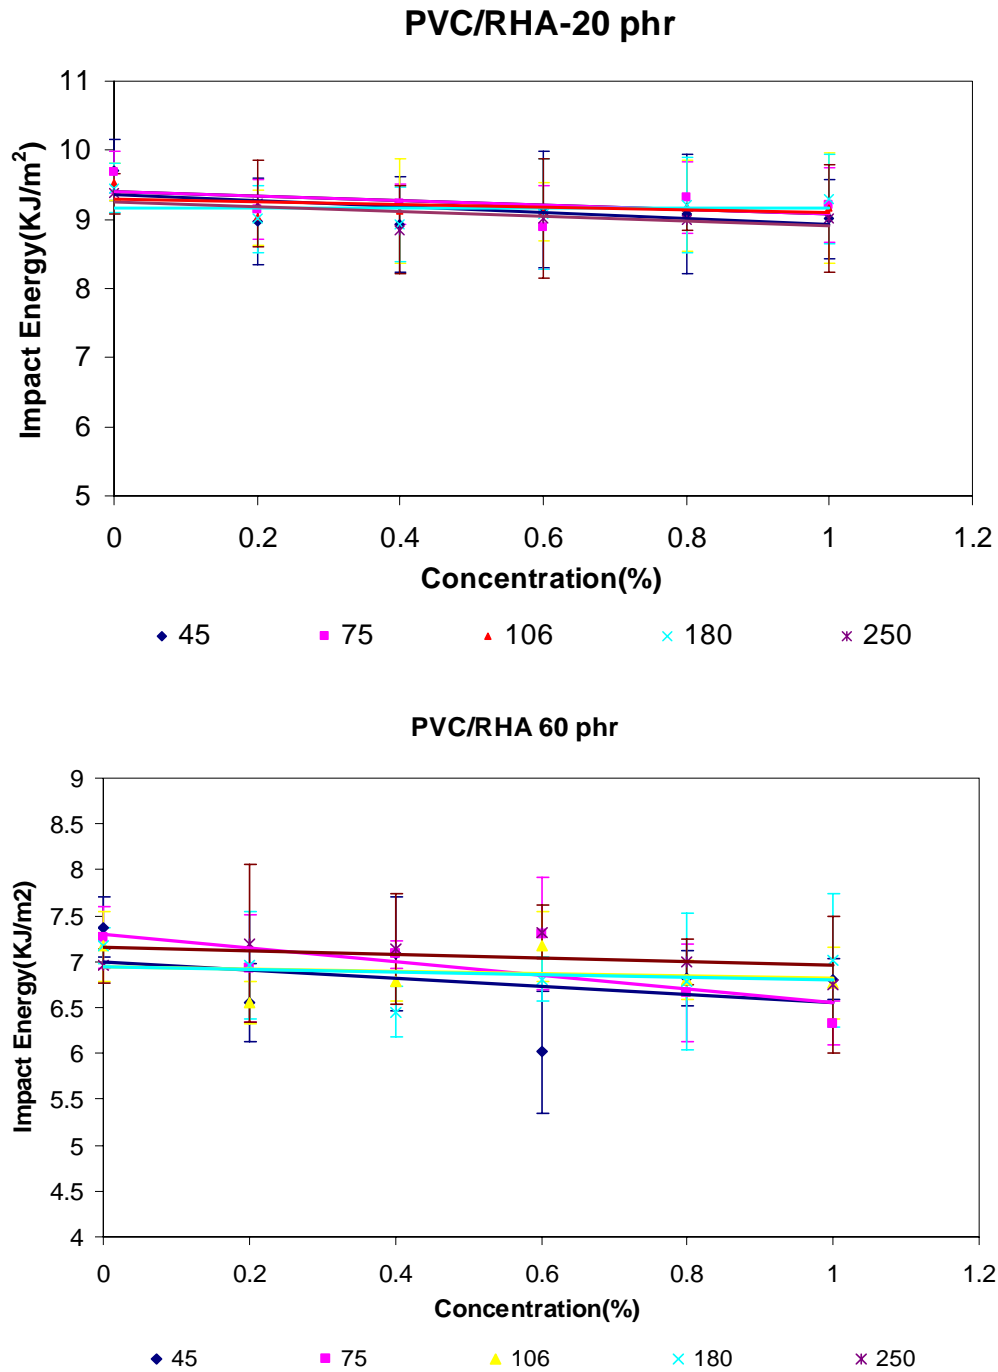 PVC/RHA-20 phr
11
10
9
8
7
6
5
Impact Energy(KJ/m²)
0 0.2 0.4 0.6 0.8 1 1.2
Concentration(%)
45 75 106 180 250
PVC/RHA 60 phr
9
8.5
8
7.5
7
6.5
6
5.5
5
4.5
4
Impact Energy(KJ/m2)
0 0.2 0.4 0.6 0.8 1 1.2
Concentration(%)
45 75 106 180 250